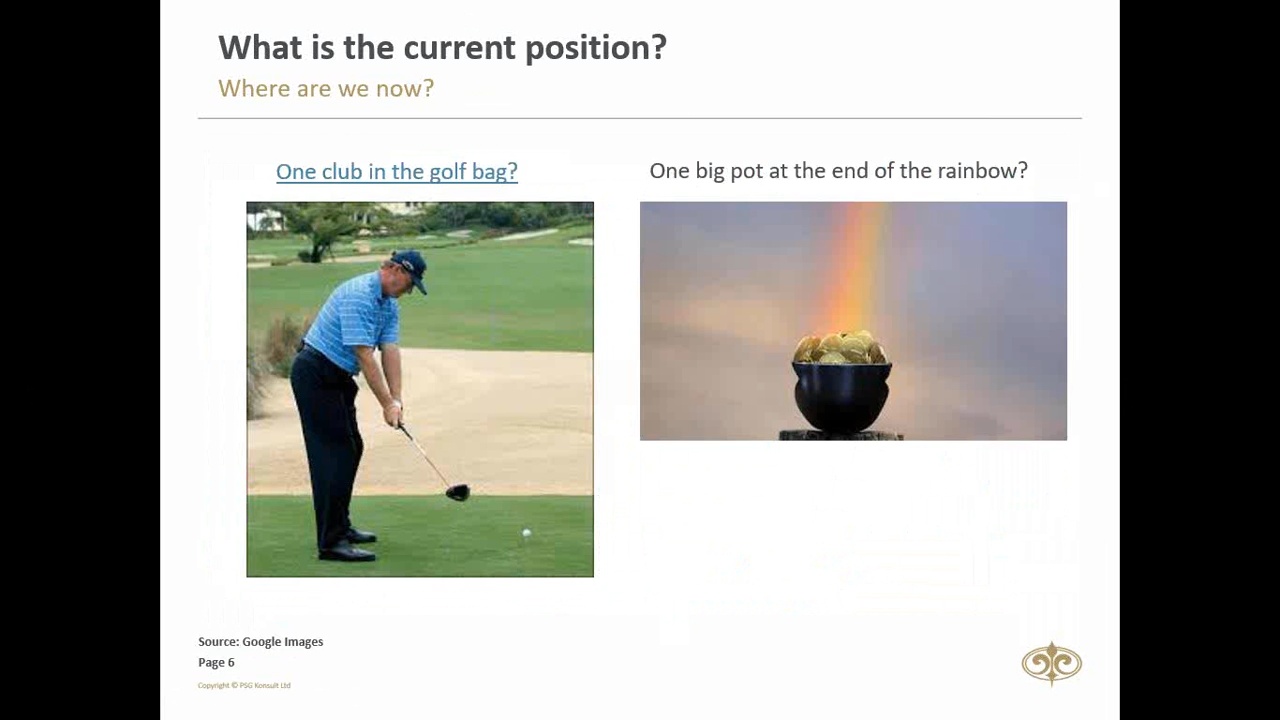 What is the current position?
Where are we now?
One club in the golf bag?
One big pot at the end of the rainbow?
Source: Google Images
Page 6
Copyright © PSG Konsult Ltd